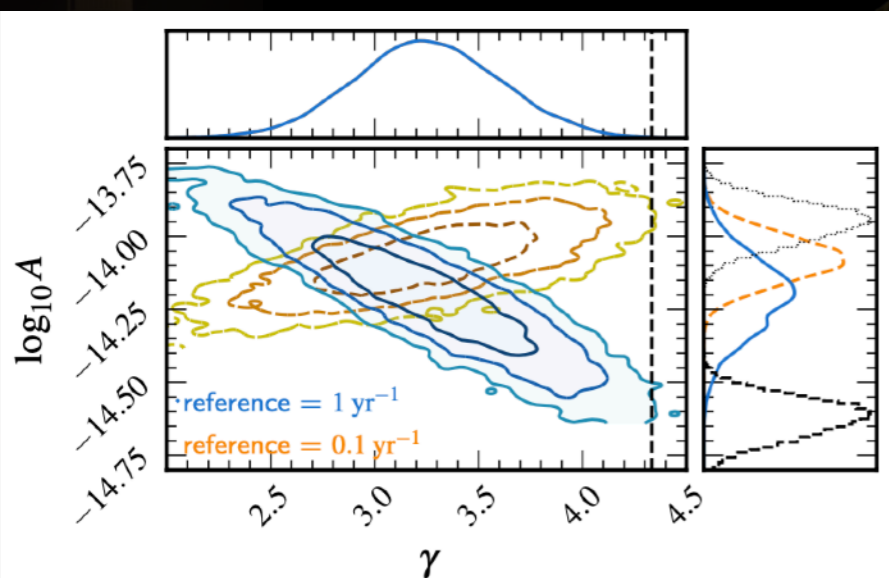 −13.75
−14.00
−14.25
−14.50
−14.75
log₁₀ A
reference = 1 yr⁻¹
reference = 0.1 yr⁻¹
2.5 3.0 3.5 4.0 4.5
γ